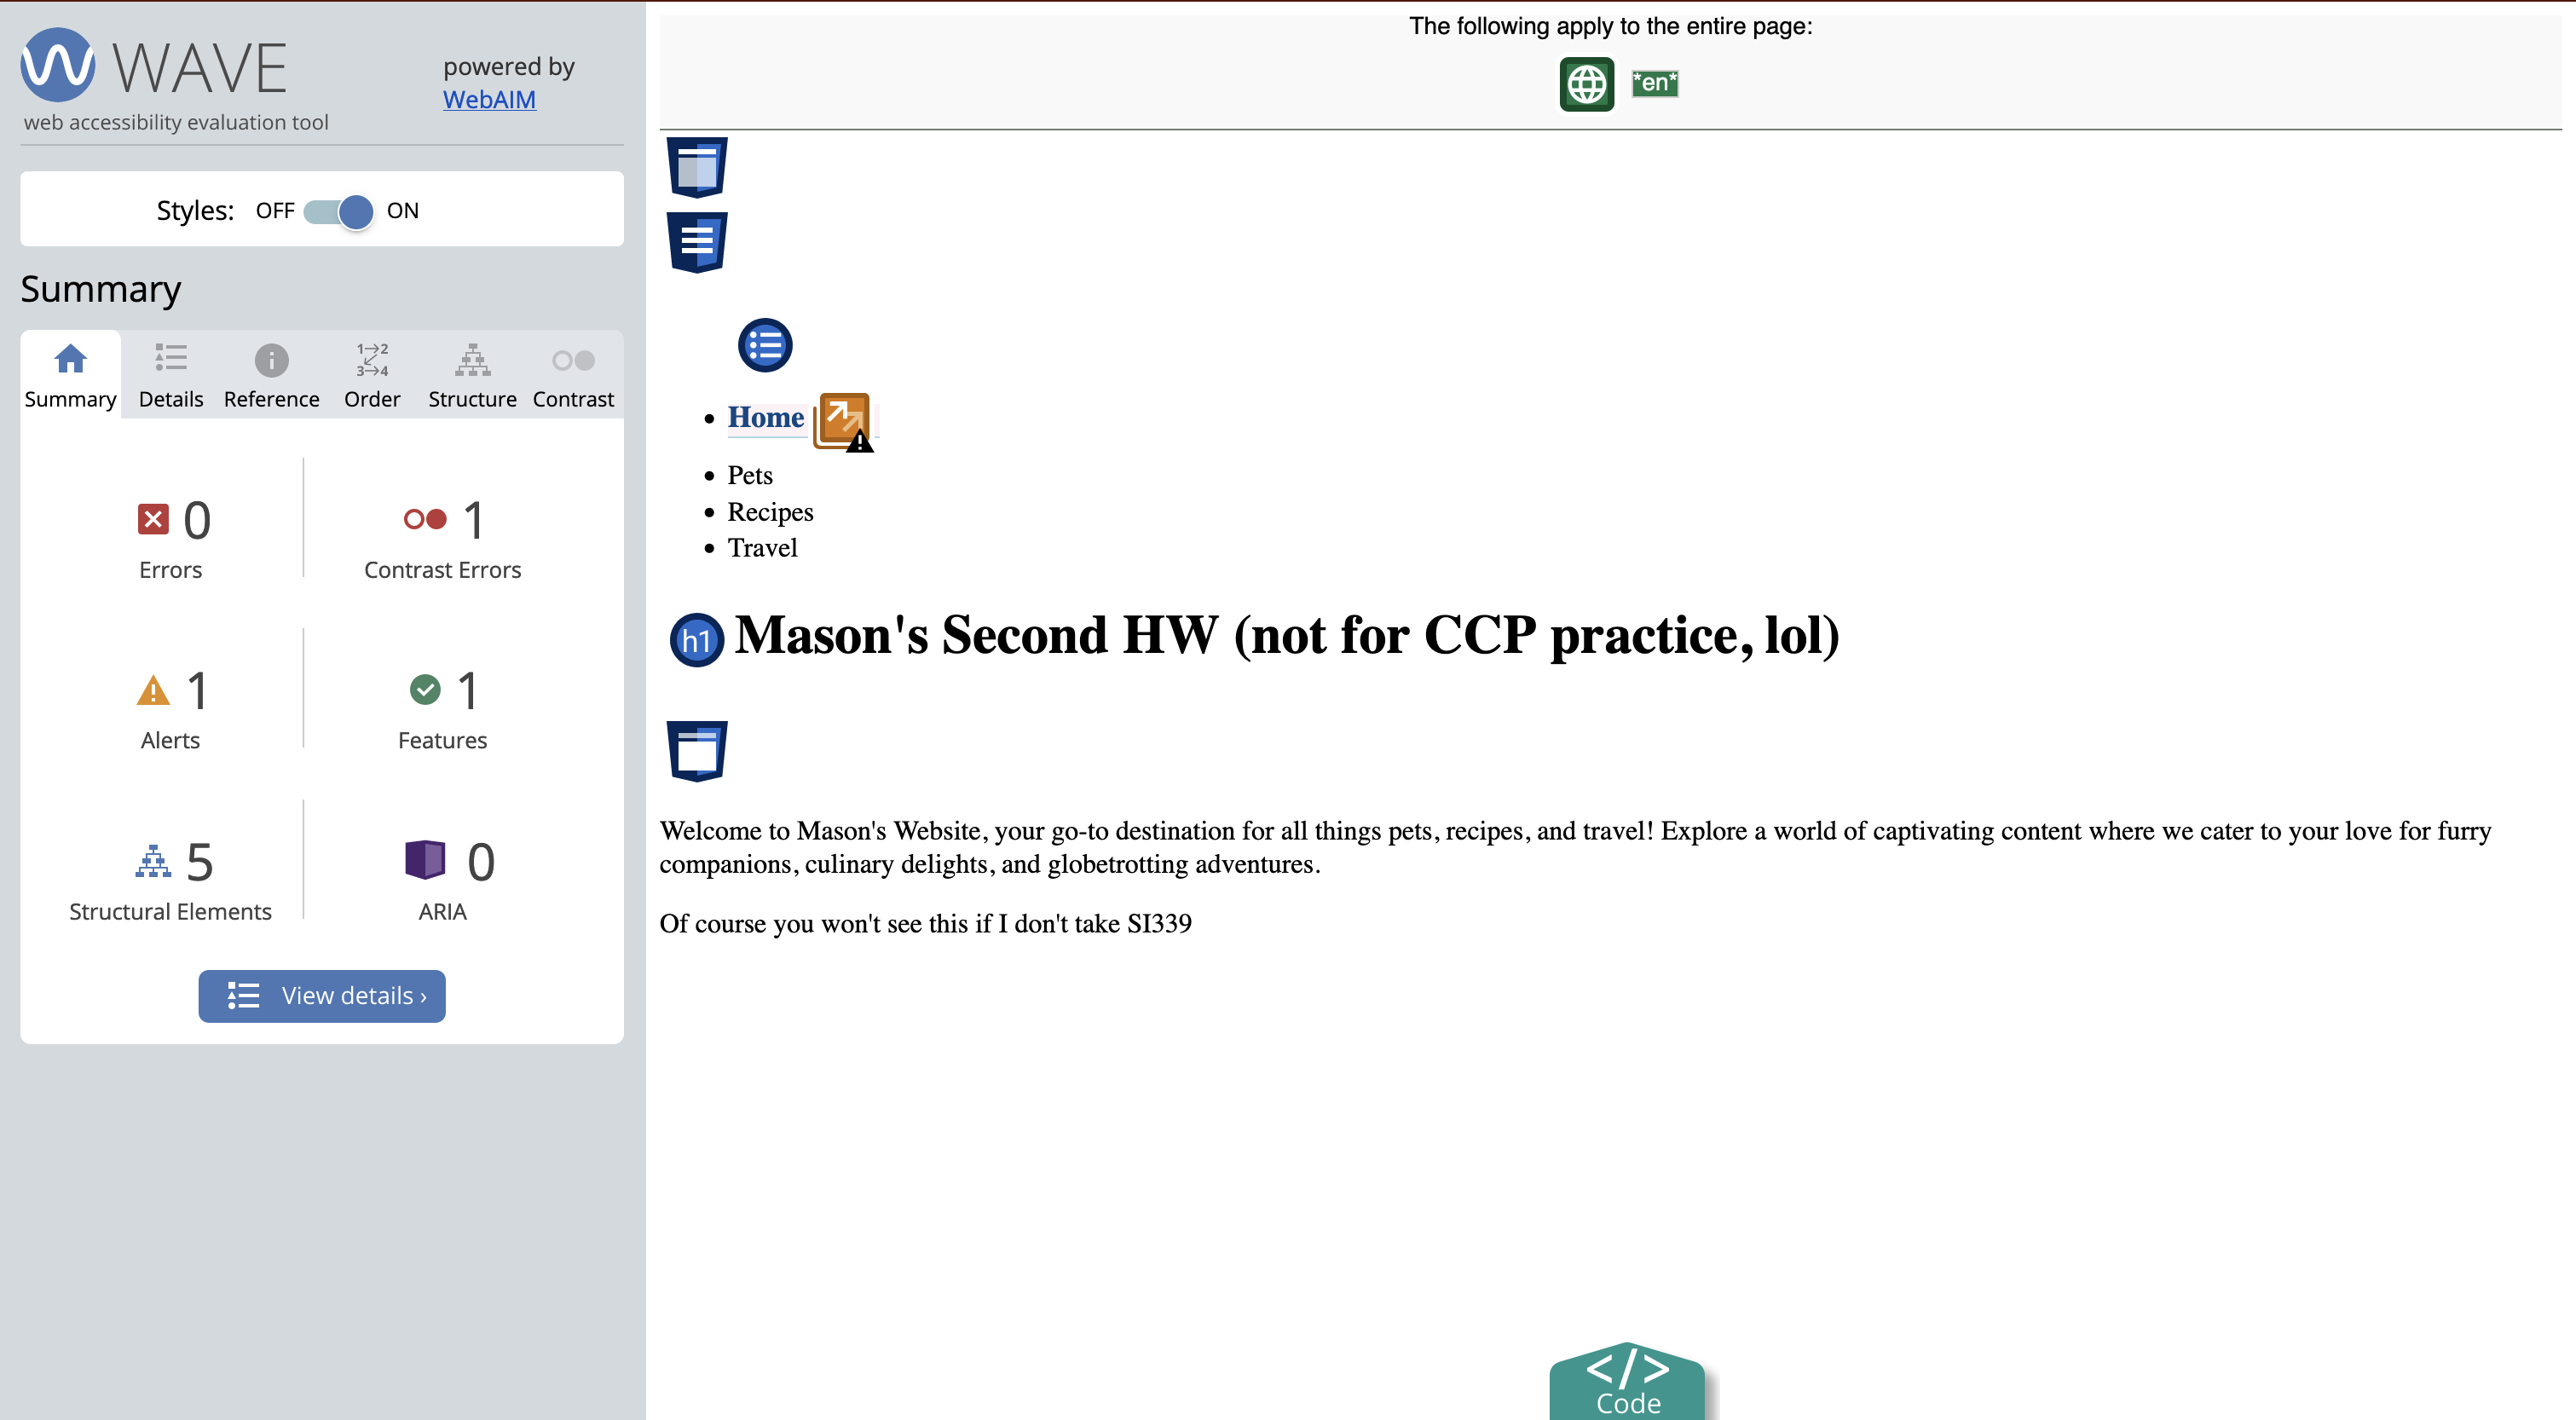 WAVE
web accessibility evaluation tool
powered by
WebAIM
Styles: OFF ON
Summary
Summary Details Reference Order Structure Contrast
0
Errors
1
Contrast Errors
1
Alerts
1
Features
5
Structural Elements
0
ARIA
View details ›
The following apply to the entire page:
*en*
• Home
• Pets
• Recipes
• Travel
h1 Mason's Second HW (not for CCP practice, lol)
Welcome to Mason's Website, your go-to destination for all things pets, recipes, and travel! Explore a world of captivating content where we cater to your love for furry
companions, culinary delights, and globetrotting adventures.
Of course you won't see this if I don't take SI339
</>
Code